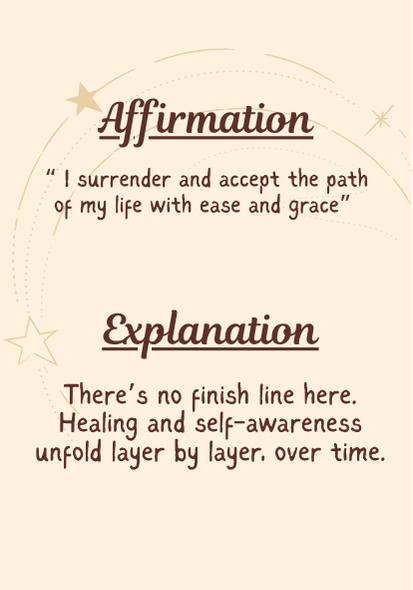 Affirmation
“ I surrender and accept the path
of my life with ease and grace”
Explanation
There's no finish line here.
Healing and self-awareness
unfold layer by layer. over time.